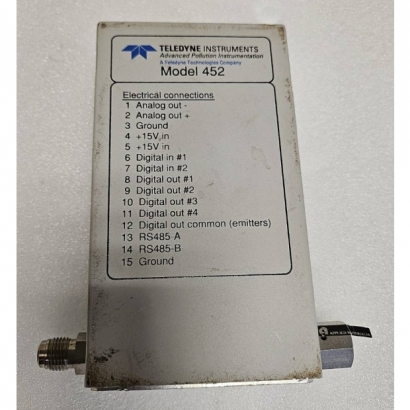 TELEDYNE INSTRUMENTS
Advanced Pollution Instrumentation
A Teledyne Technologies Company
Model 452
Electrical connections
1 Analog out -
2 Analog out +
3 Ground
4 +15V in
5 +15V in
6 Digital in #1
7 Digital in #2
8 Digital out #1
9 Digital out #2
10 Digital out #3
11 Digital out #4
12 Digital out common (emitters)
13 RS485-A
14 RS485-B
15 Ground